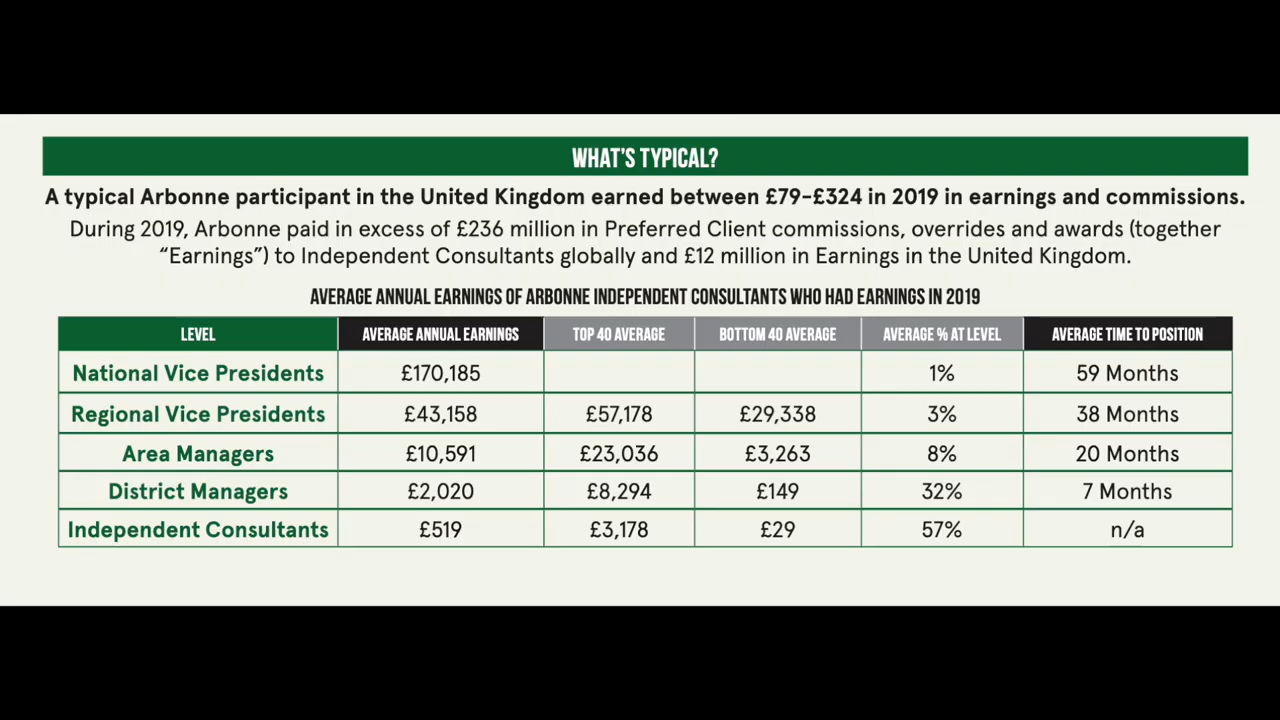 WHAT'S TYPICAL?
A typical Arbonne participant in the United Kingdom earned between £79–£324 in 2019 in earnings and commissions.
During 2019, Arbonne paid in excess of £236 million in Preferred Client commissions, overrides and awards (together
“Earnings”) to Independent Consultants globally and £12 million in Earnings in the United Kingdom.
AVERAGE ANNUAL EARNINGS OF ARBONNE INDEPENDENT CONSULTANTS WHO HAD EARNINGS IN 2019
LEVEL AVERAGE ANNUAL EARNINGS TOP 40 AVERAGE BOTTOM 40 AVERAGE AVERAGE % AT LEVEL AVERAGE TIME TO POSITION
National Vice Presidents £170,185 1% 59 Months
Regional Vice Presidents £43,158 £57,178 £29,338 3% 38 Months
Area Managers £10,591 £23,036 £3,263 8% 20 Months
District Managers £2,020 £8,294 £149 32% 7 Months
Independent Consultants £519 £3,178 £29 57% n/a